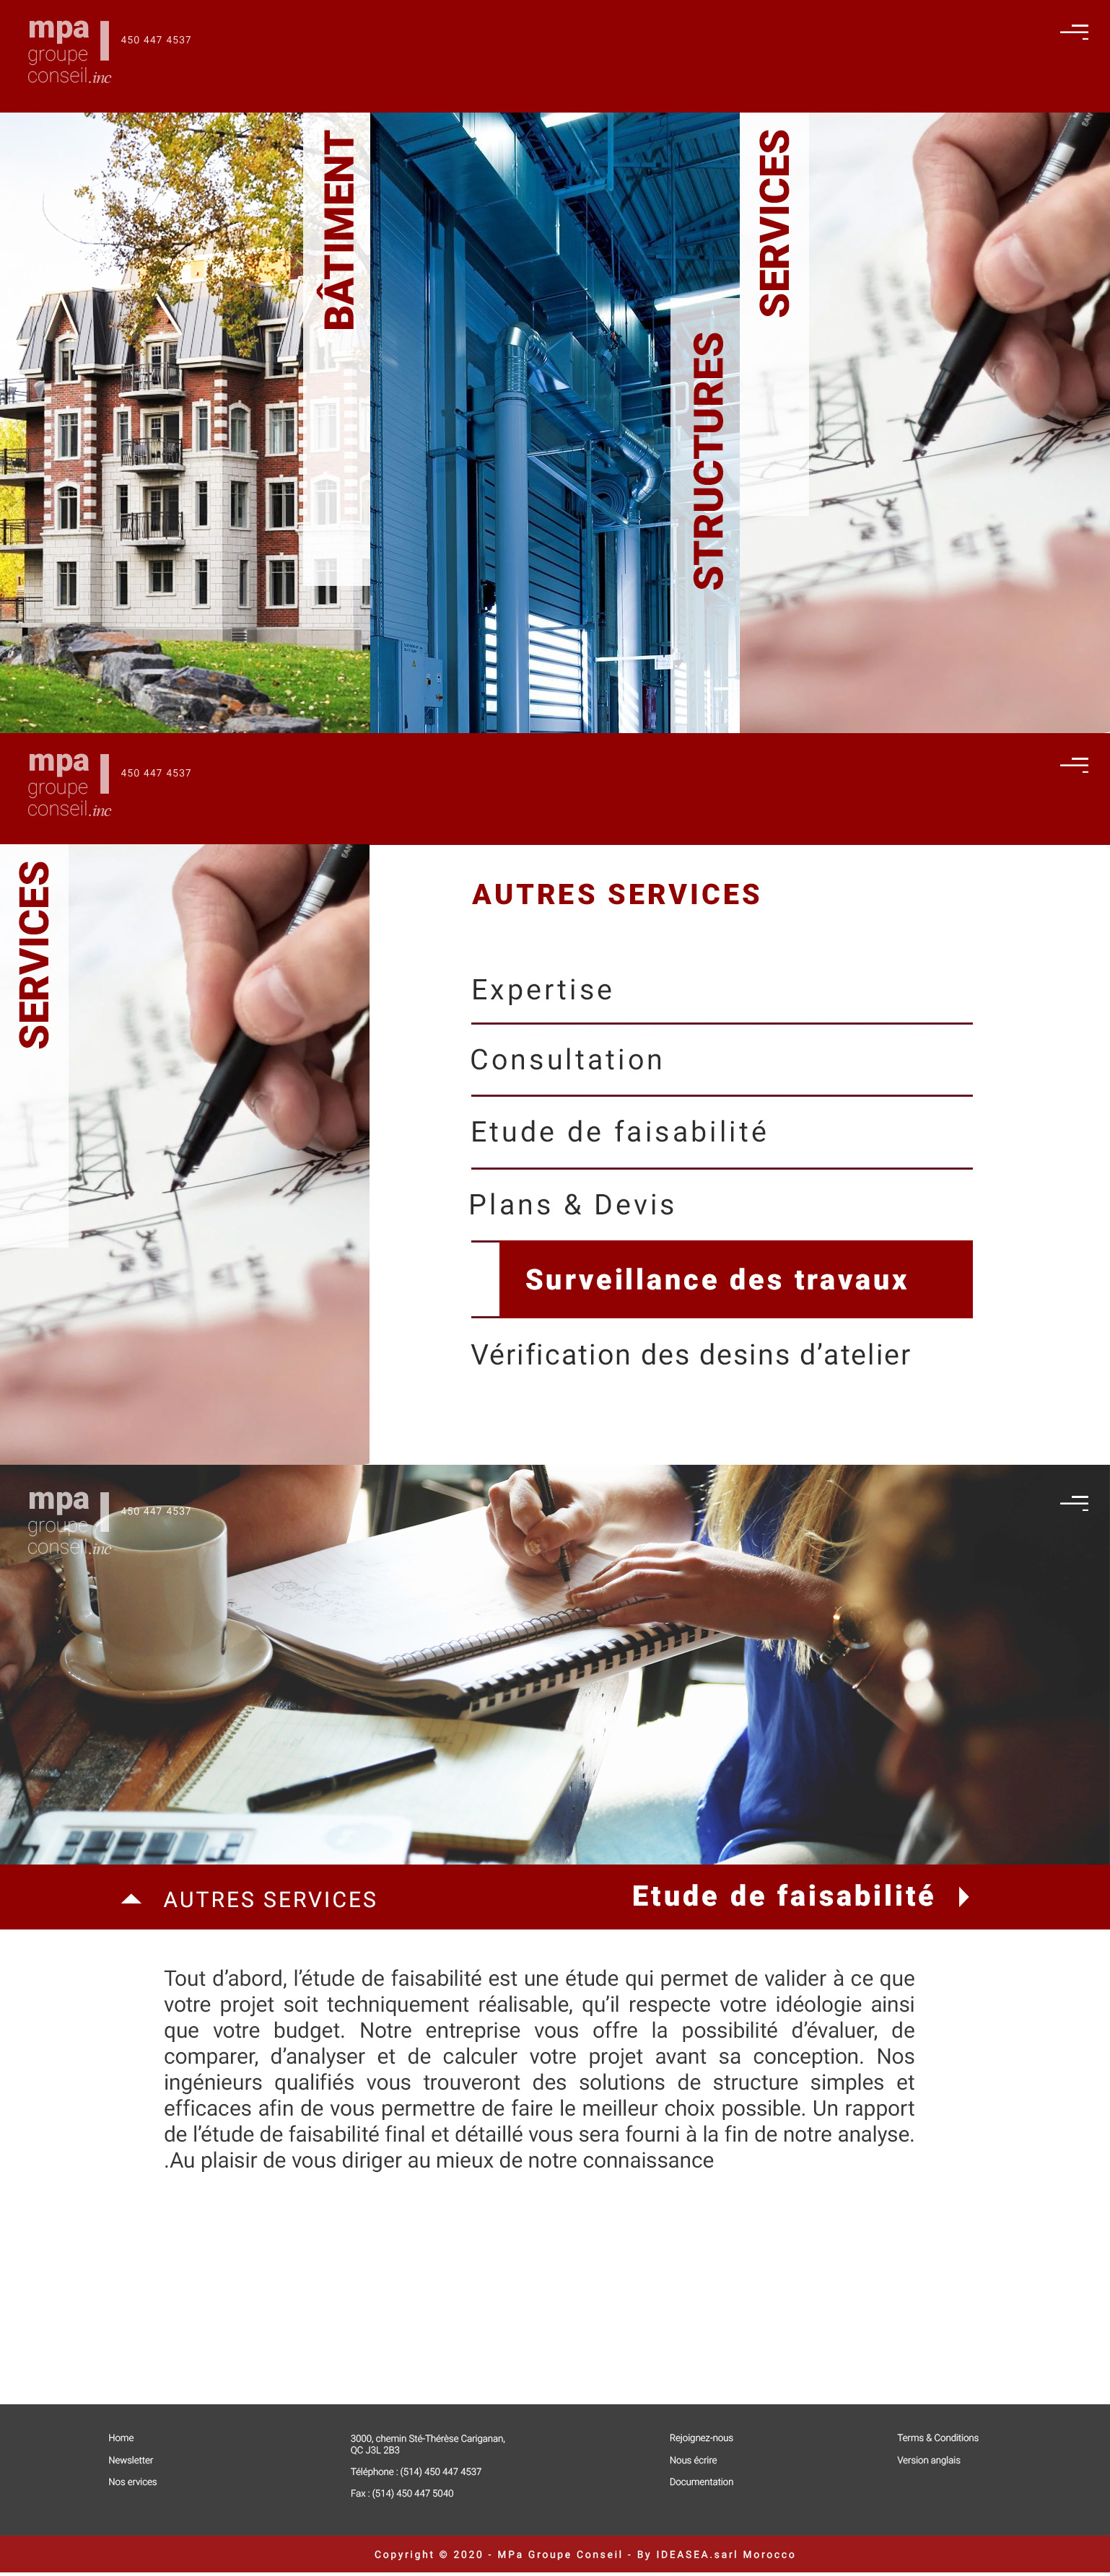 mpa
groupe
conseil.inc
450 447 4537
BÂTIMENT
STRUCTURES
SERVICES
mpa
groupe
conseil.inc
450 447 4537
SERVICES
AUTRES SERVICES
Expertise
Consultation
Etude de faisabilité
Plans & Devis
Surveillance des travaux
Vérification des desins d’atelier
mpa
groupe
conseil.inc
450 447 4537
AUTRES SERVICES
Etude de faisabilité
Tout d’abord, l’étude de faisabilité est une étude qui permet de valider à ce que
votre projet soit techniquement réalisable, qu’il respecte votre idéologie ainsi
que votre budget. Notre entreprise vous offre la possibilité d’évaluer, de
comparer, d’analyser et de calculer votre projet avant sa conception. Nos
ingénieurs qualifiés vous trouveront des solutions de structure simples et
efficaces afin de vous permettre de faire le meilleur choix possible. Un rapport
de l’étude de faisabilité final et détaillé vous sera fourni à la fin de notre analyse.
.Au plaisir de vous diriger au mieux de notre connaissance
Home
Newsletter
Nos ervices
3000, chemin Sté-Thérèse Cariganan,
QC J3L 2B3
Téléphone : (514) 450 447 4537
Fax : (514) 450 447 5040
Rejoignez-nous
Nous écrire
Documentation
Terms & Conditions
Version anglais
Copyright © 2020 - MPa Groupe Conseil - By IDEASEA.sarl Morocco